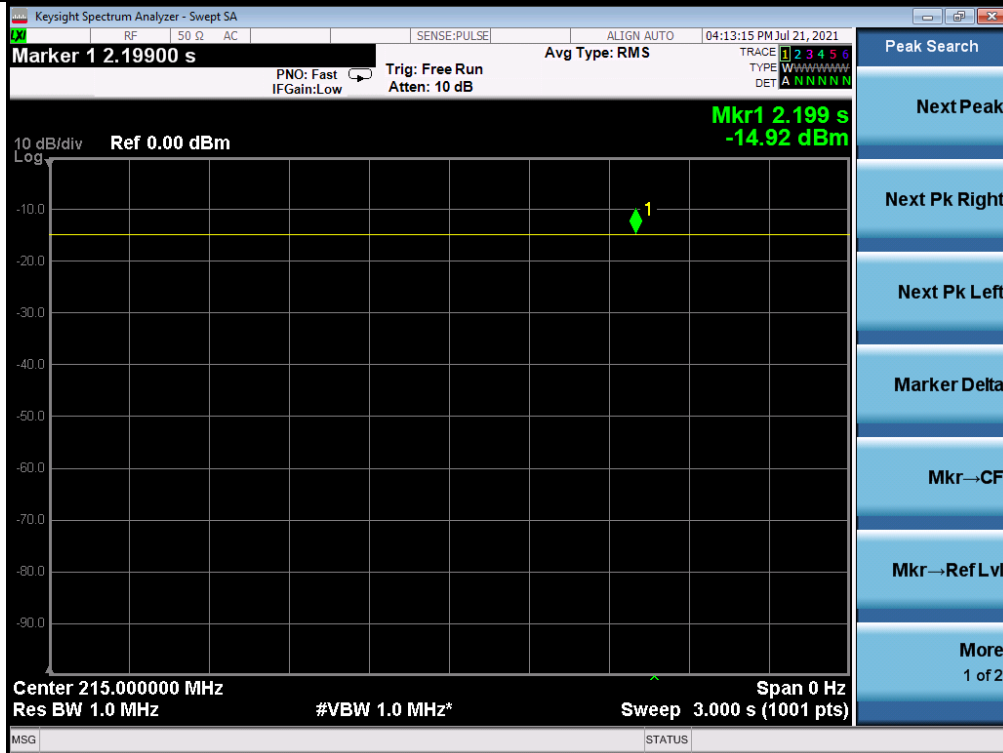 Keysight Spectrum Analyzer - Swept SA
LXI RF 50 Ω AC SENSE:PULSE ALIGN AUTO 04:13:15 PM Jul 21, 2021
Marker 1 2.19900 s
PNO: Fast
IFGain:Low
Trig: Free Run
Atten: 10 dB
Avg Type: RMS
TRACE 1 2 3 4 5 6
TYPE WWWWWW
DET A N N N N N
Mkr1 2.199 s
-14.92 dBm
10 dB/div Ref 0.00 dBm
Log
1
-10.0
-20.0
-30.0
-40.0
-50.0
-60.0
-70.0
-80.0
-90.0
Center 215.000000 MHz
Span 0 Hz
Res BW 1.0 MHz
#VBW 1.0 MHz*
Sweep 3.000 s (1001 pts)
MSG
STATUS
Peak Search
Next Peak
Next Pk Right
Next Pk Left
Marker Delta
Mkr→CF
Mkr→Ref Lvl
More
1 of 2